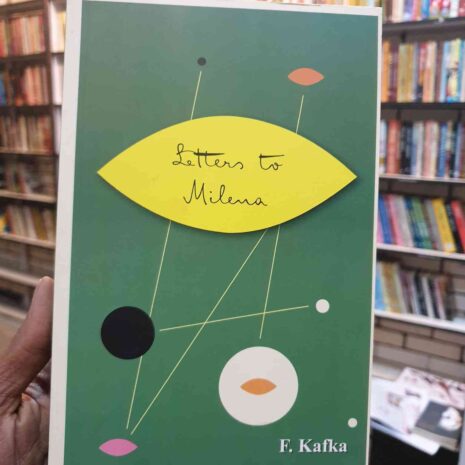 Letters to
Milena
F. Kafka